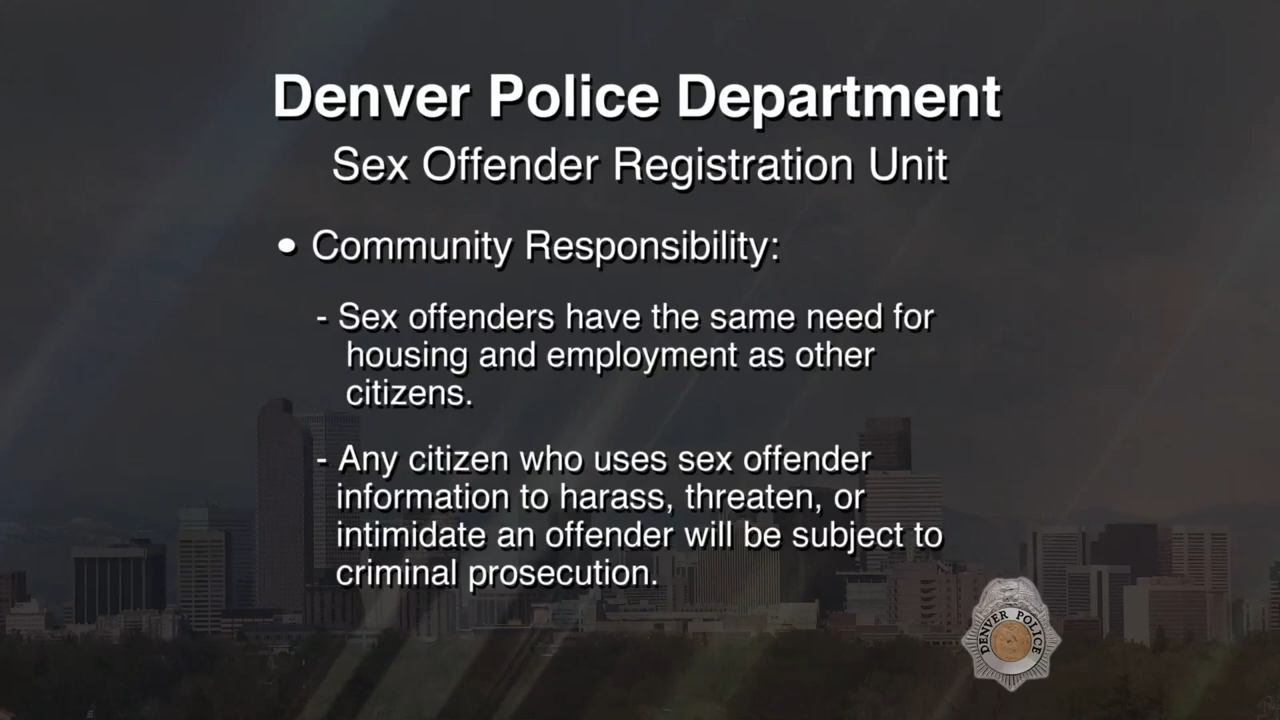 Denver Police Department
Sex Offender Registration Unit
• Community Responsibility:
- Sex offenders have the same need for
housing and employment as other
citizens.
- Any citizen who uses sex offender
information to harass, threaten, or
intimidate an offender will be subject to
criminal prosecution.
DENVER POLICE